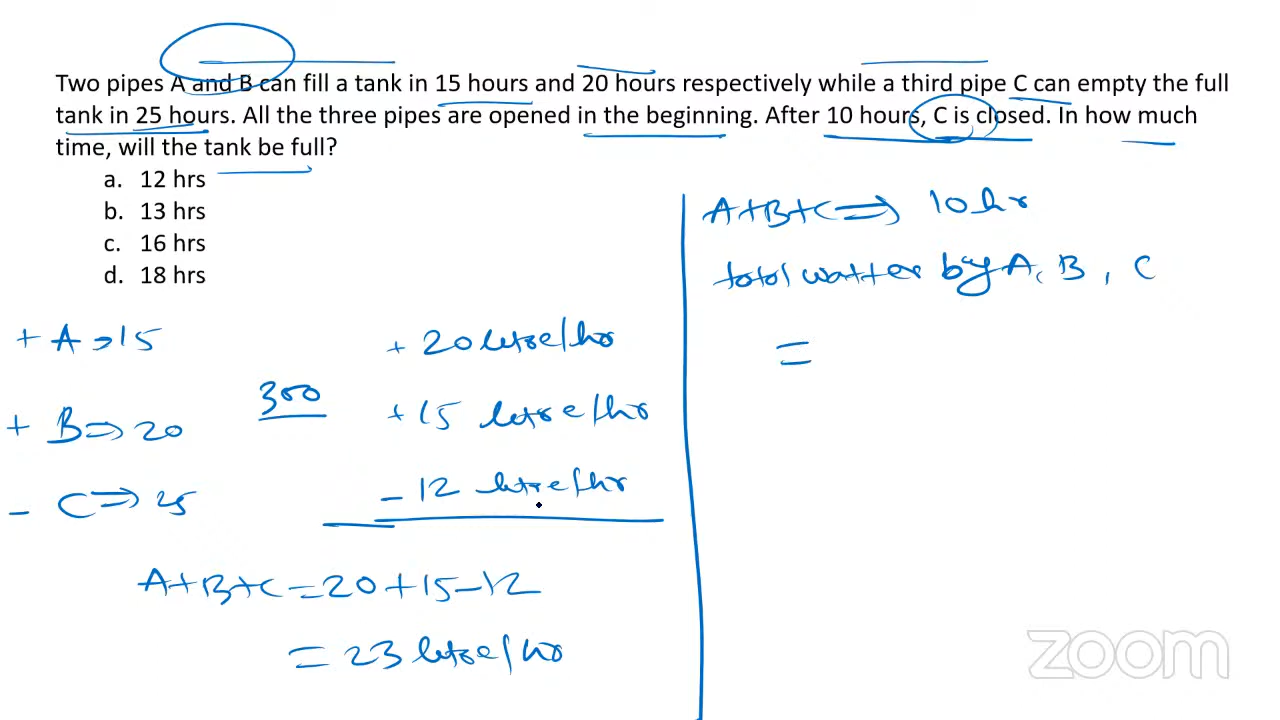 Two pipes A and B can fill a tank in 15 hours and 20 hours respectively while a third pipe C can empty the full
tank in 25 hours. All the three pipes are opened in the beginning. After 10 hours, C is closed. In how much
time, will the tank be full?
a. 12 hrs
b. 13 hrs
c. 16 hrs
d. 18 hrs
+ A → 15
+ B ⇒ 20
- C ⇒ 25
300
+ 20 litre/hr
+ 15 litre/hr
- 12 litre/hr
A+B+C = 20 + 15 - 12
= 23 litre/hr
A+B+C ⇒ 10 hr
total watter by A, B, C
=
zoom